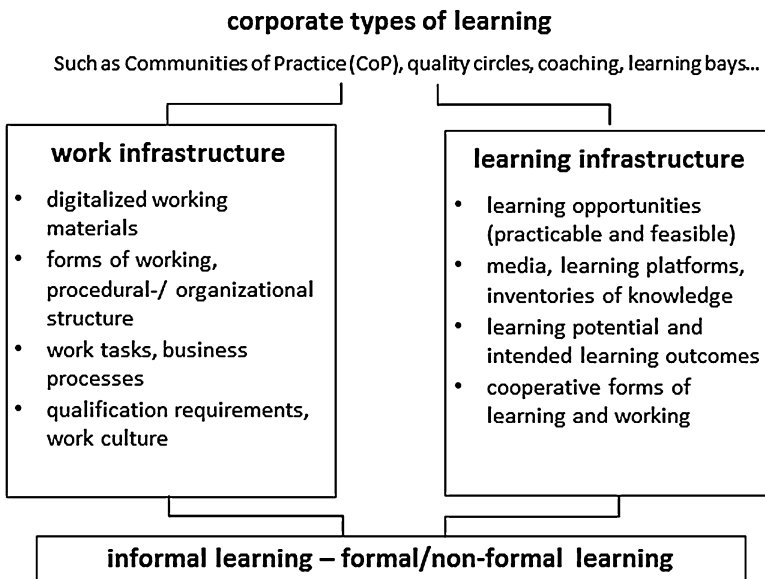 corporate types of learning
Such as Communities of Practice (CoP), quality circles, coaching, learning bays...
work infrastructure
• digitalized working
materials
• forms of working,
procedural-/ organizational
structure
• work tasks, business
processes
• qualification requirements,
work culture
learning infrastructure
• learning opportunities
(practicable and feasible)
• media, learning platforms,
inventories of knowledge
• learning potential and
intended learning outcomes
• cooperative forms of
learning and working
informal learning – formal/non-formal learning